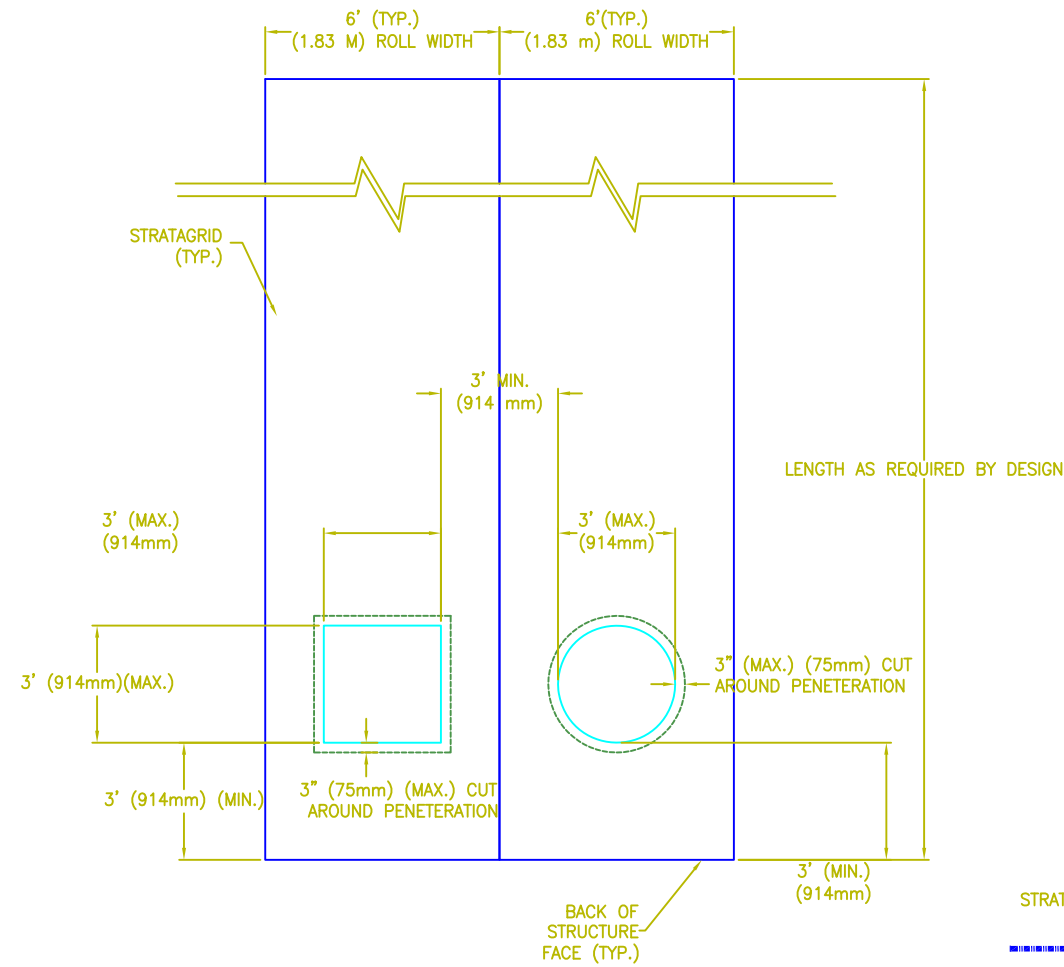 6' (TYP.)
(1.83 M) ROLL WIDTH
6'(TYP.)
(1.83 m) ROLL WIDTH
STRATAGRID
(TYP.)
3' MIN.
(914 mm)
LENGTH AS REQUIRED BY DESIGN
3' (MAX.)
(914mm)
3' (MAX.)
(914mm)
3' (914mm)(MAX.)
3" (MAX.) (75mm) CUT
AROUND PENETERATION
3' (914mm) (MIN.)
3" (75mm) (MAX.) CUT
AROUND PENETERATION
3' (MIN.)
(914mm)
BACK OF
STRUCTURE
FACE (TYP.)
STRAT